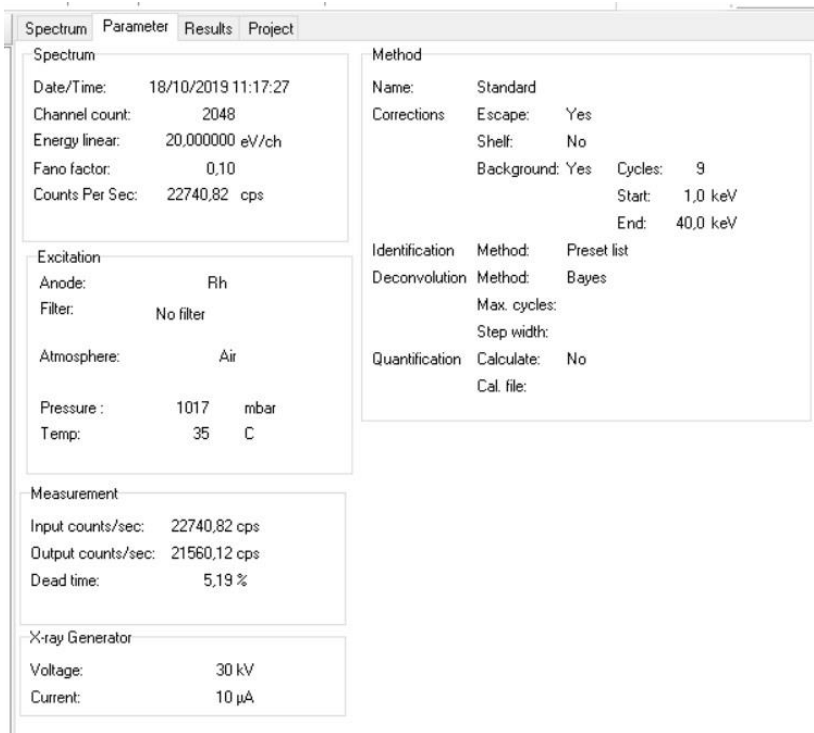 Spectrum Parameter Results Project
Spectrum
Date/Time: 18/10/2019 11:17:27
Channel count: 2048
Energy linear: 20,000000 eV/ch
Fano factor: 0,10
Counts Per Sec: 22740,82 cps
Excitation
Anode: Rh
Filter: No filter
Atmosphere: Air
Pressure : 1017 mbar
Temp: 35 C
Measurement
Input counts/sec: 22740,82 cps
Output counts/sec: 21560,12 cps
Dead time: 5,19 %
X-ray Generator
Voltage: 30 kV
Current: 10 µA
Method
Name: Standard
Corrections Escape: Yes
Shelf: No
Background: Yes Cycles: 9
Start: 1,0 keV
End: 40,0 keV
Identification Method: Preset list
Deconvolution Method: Bayes
Max. cycles:
Step width:
Quantification Calculate: No
Cal. file: